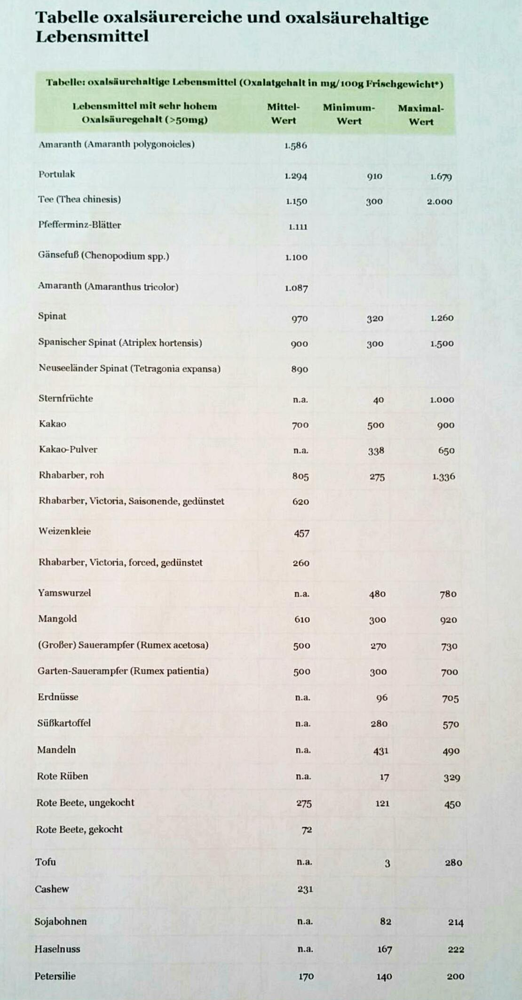 Tabelle oxalsäurereiche und oxalsäurehaltige
Lebensmittel
Tabelle: oxalsäurehaltige Lebensmittel (Oxalatgehalt in mg/100g Frischgewicht*)
Lebensmittel mit sehr hohem Oxalsäuregehalt (>50mg) Mittel-Wert Minimum-Wert Maximal-Wert
Amaranth (Amaranth polygonoicles) 1.586
Portulak 1.294 910 1.679
Tee (Thea chinesis) 1.150 300 2.000
Pfefferminz-Blätter 1.111
Gänsefuß (Chenopodium spp.) 1.100
Amaranth (Amaranthus tricolor) 1.087
Spinat 970 320 1.260
Spanischer Spinat (Atriplex hortensis) 900 300 1.500
Neuseeländer Spinat (Tetragonia expansa) 890
Sternfrüchte n.a. 40 1.000
Kakao 700 500 900
Kakao-Pulver n.a. 338 650
Rhabarber, roh 805 275 1.336
Rhabarber, Victoria, Saisonende, gedünstet 620
Weizenkleie 457
Rhabarber, Victoria, forced, gedünstet 260
Yamswurzel n.a. 480 780
Mangold 610 300 920
(Großer) Sauerampfer (Rumex acetosa) 500 270 730
Garten-Sauerampfer (Rumex patientia) 500 300 700
Erdnüsse n.a. 96 705
Süßkartoffel n.a. 280 570
Mandeln n.a. 431 490
Rote Rüben n.a. 17 329
Rote Beete, ungekocht 275 121 450
Rote Beete, gekocht 72
Tofu n.a. 3 280
Cashew 231
Sojabohnen n.a. 82 214
Haselnuss n.a. 167 222
Petersilie 170 140 200